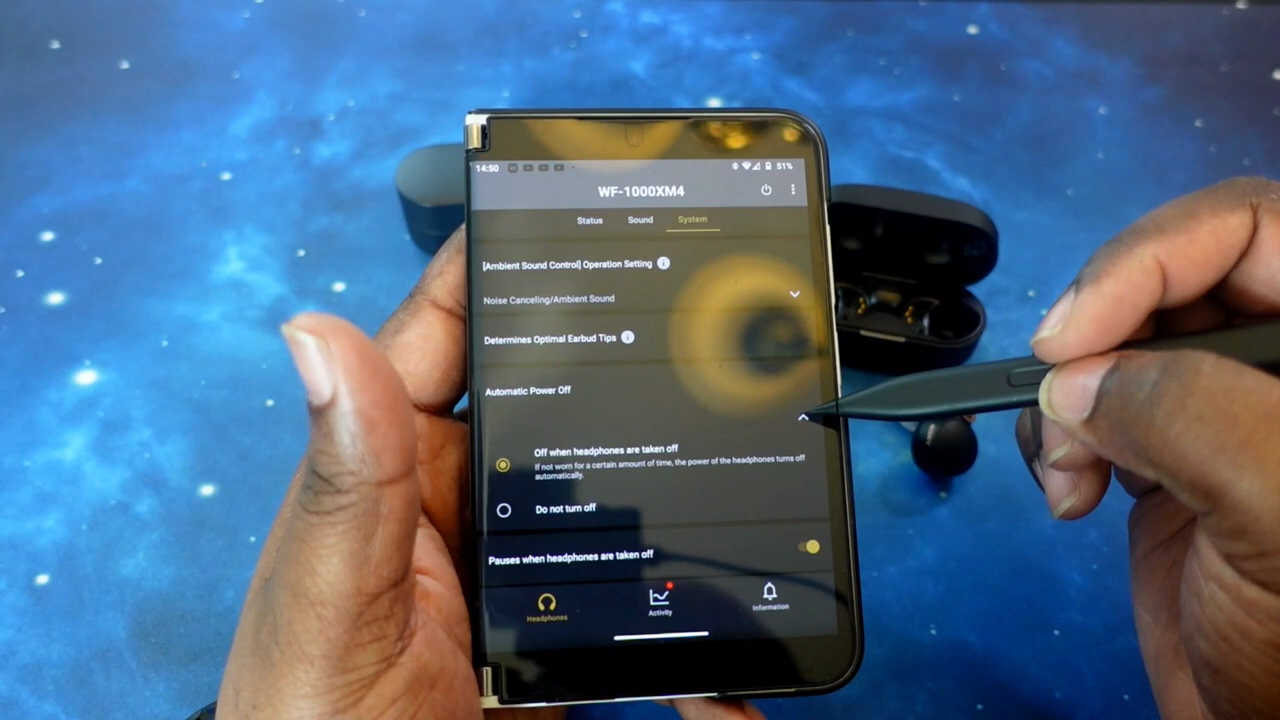 14:50
51%
WF-1000XM4
Status Sound System
[Ambient Sound Control] Operation Setting
Noise Canceling/Ambient Sound
Determines Optimal Earbud Tips
Automatic Power Off
Off when headphones are taken off
If not worn for a certain amount of time, the power of the headphones turns off
automatically.
Do not turn off
Pauses when headphones are taken off
Headphones Activity Information